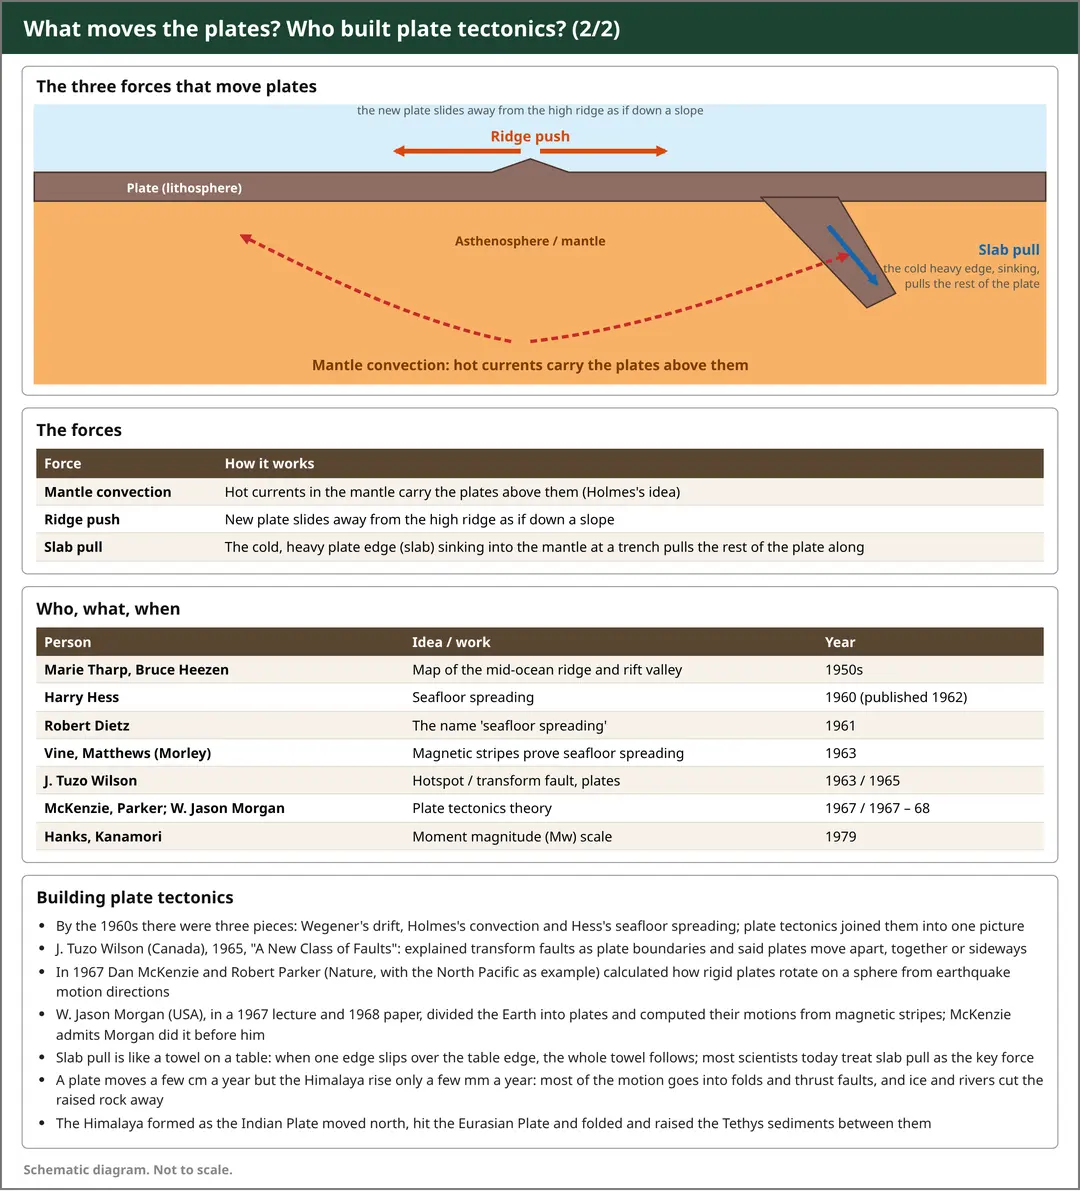 What moves the plates? Who built plate tectonics? (2/2)
The three forces that move plates
the new plate slides away from the high ridge as if down a slope
Ridge push
Plate (lithosphere)
Asthenosphere / mantle
Slab pull
the cold heavy edge, sinking,
pulls the rest of the plate
Mantle convection: hot currents carry the plates above them
The forces
Force How it works
Mantle convection Hot currents in the mantle carry the plates above them (Holmes's idea)
Ridge push New plate slides away from the high ridge as if down a slope
Slab pull The cold, heavy plate edge (slab) sinking into the mantle at a trench pulls the rest of the plate along
Who, what, when
Person Idea / work Year
Marie Tharp, Bruce Heezen Map of the mid-ocean ridge and rift valley 1950s
Harry Hess Seafloor spreading 1960 (published 1962)
Robert Dietz The name 'seafloor spreading' 1961
Vine, Matthews (Morley) Magnetic stripes prove seafloor spreading 1963
J. Tuzo Wilson Hotspot / transform fault, plates 1963 / 1965
McKenzie, Parker; W. Jason Morgan Plate tectonics theory 1967 / 1967 – 68
Hanks, Kanamori Moment magnitude (Mw) scale 1979
Building plate tectonics
• By the 1960s there were three pieces: Wegener's drift, Holmes's convection and Hess's seafloor spreading; plate tectonics joined them into one picture
• J. Tuzo Wilson (Canada), 1965, "A New Class of Faults": explained transform faults as plate boundaries and said plates move apart, together or sideways
• In 1967 Dan McKenzie and Robert Parker (Nature, with the North Pacific as example) calculated how rigid plates rotate on a sphere from earthquake
motion directions
• W. Jason Morgan (USA), in a 1967 lecture and 1968 paper, divided the Earth into plates and computed their motions from magnetic stripes; McKenzie
admits Morgan did it before him
• Slab pull is like a towel on a table: when one edge slips over the table edge, the whole towel follows; most scientists today treat slab pull as the key force
• A plate moves a few cm a year but the Himalaya rise only a few mm a year: most of the motion goes into folds and thrust faults, and ice and rivers cut the
raised rock away
• The Himalaya formed as the Indian Plate moved north, hit the Eurasian Plate and folded and raised the Tethys sediments between them
Schematic diagram. Not to scale.